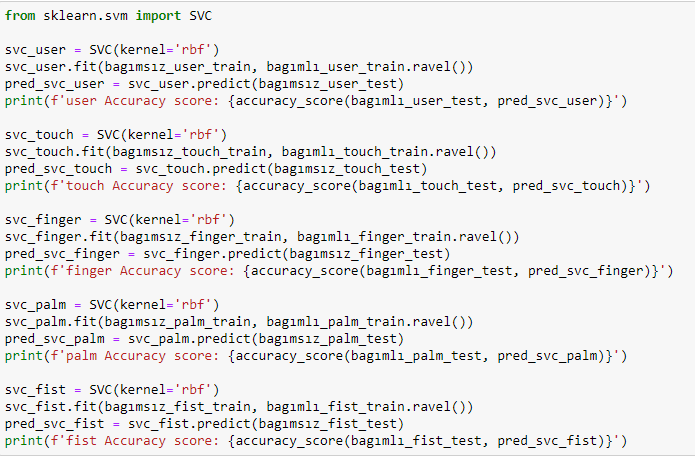 from sklearn.svm import SVC
svc_user = SVC(kernel='rbf')
svc_user.fit(bagımsız_user_train, bagımlı_user_train.ravel())
pred_svc_user = svc_user.predict(bagımsız_user_test)
print(f'user Accuracy score: {accuracy_score(bagımlı_user_test, pred_svc_user)}')
svc_touch = SVC(kernel='rbf')
svc_touch.fit(bagımsız_touch_train, bagımlı_touch_train.ravel())
pred_svc_touch = svc_touch.predict(bagımsız_touch_test)
print(f'touch Accuracy score: {accuracy_score(bagımlı_touch_test, pred_svc_touch)}')
svc_finger = SVC(kernel='rbf')
svc_finger.fit(bagımsız_finger_train, bagımlı_finger_train.ravel())
pred_svc_finger = svc_finger.predict(bagımsız_finger_test)
print(f'finger Accuracy score: {accuracy_score(bagımlı_finger_test, pred_svc_finger)}')
svc_palm = SVC(kernel='rbf')
svc_palm.fit(bagımsız_palm_train, bagımlı_palm_train.ravel())
pred_svc_palm = svc_palm.predict(bagımsız_palm_test)
print(f'palm Accuracy score: {accuracy_score(bagımlı_palm_test, pred_svc_palm)}')
svc_fist = SVC(kernel='rbf')
svc_fist.fit(bagımsız_fist_train, bagımlı_fist_train.ravel())
pred_svc_fist = svc_fist.predict(bagımsız_fist_test)
print(f'fist Accuracy score: {accuracy_score(bagımlı_fist_test, pred_svc_fist)}')